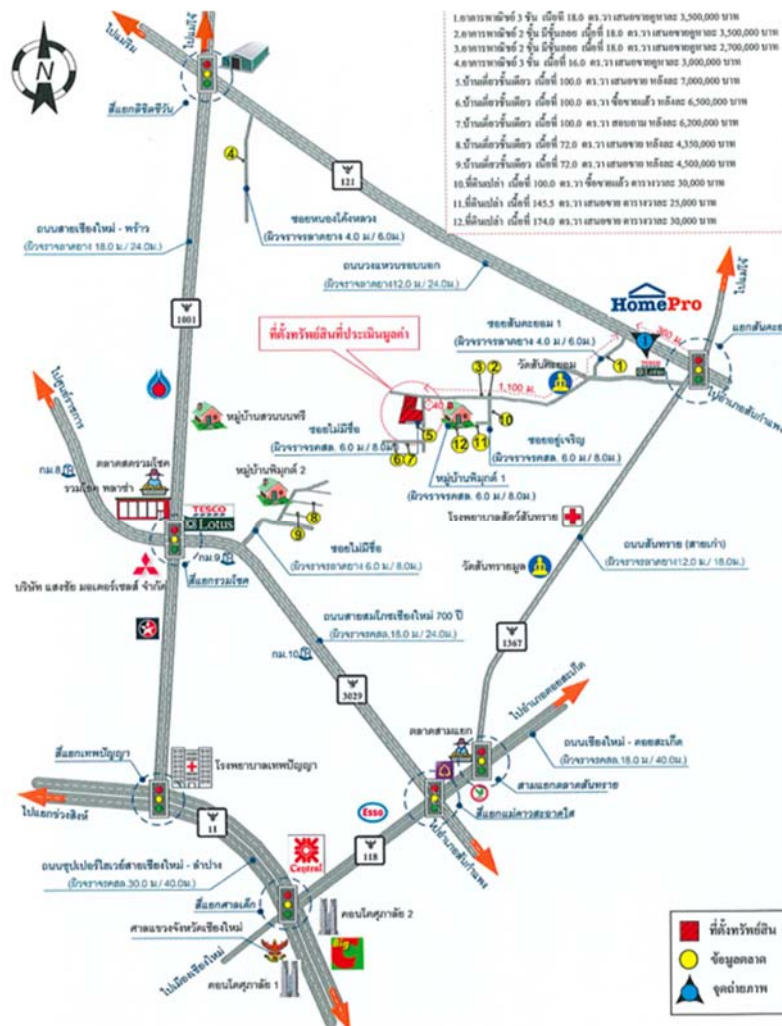 1.อาคารพาณิชย์ 3 ชั้น เนื้อที่ 18.0 ตร.วา เสนอขายคูหาละ 3,500,000 บาท
2.อาคารพาณิชย์ 2 ชั้น มีชั้นลอย เนื้อที่ 18.0 ตร.วา เสนอขายคูหาละ 3,500,000 บาท
3.อาคารพาณิชย์ 2 ชั้น มีชั้นลอย เนื้อที่ 18.0 ตร.วา เสนอขายคูหาละ 2,700,000 บาท
4.อาคารพาณิชย์ 3 ชั้น เนื้อที่ 16.0 ตร.วา เสนอขายคูหาละ 3,000,000 บาท
5.บ้านเดี่ยวชั้นเดียว เนื้อที่ 100.0 ตร.วา เสนอขาย หลังละ 7,000,000 บาท
6.บ้านเดี่ยวชั้นเดียว เนื้อที่ 100.0 ตร.วา ซื้อขายแล้ว หลังละ 6,500,000 บาท
7.บ้านเดี่ยวชั้นเดียว เนื้อที่ 100.0 ตร.วา สอบถาม หลังละ 6,200,000 บาท
8.บ้านเดี่ยวชั้นเดียว เนื้อที่ 72.0 ตร.วา เสนอขาย หลังละ 4,350,000 บาท
9.บ้านเดี่ยวชั้นเดียว เนื้อที่ 72.0 ตร.วา เสนอขาย หลังละ 4,500,000 บาท
10.ที่ดินเปล่า เนื้อที่ 100.0 ตร.วา ซื้อขายแล้ว ตารางวาละ 30,000 บาท
11.ที่ดินเปล่า เนื้อที่ 145.5 ตร.วา เสนอขาย ตารางวาละ 25,000 บาท
12.ที่ดินเปล่า เนื้อที่ 174.0 ตร.วา เสนอขาย ตารางวาละ 30,000 บาท
N
ไปแม่ริม
ไปแม่โจ้
4
121
ซอยหนองโค้งหลวง
(ผิวจราจรลาดยาง 4.0 ม./ 6.0ม.)
ถนนสายเชียงใหม่ - พร้าว
(ผิวจราจรลาดยาง 18.0 ม./ 24.0ม.)
ถนนวงแหวนรอบนอก
(ผิวจราจรลาดยาง12.0 ม./ 24.0ม.)
1001
HomePro
ไปแม่โจ้
300 ม.
ซอยสันคะยอม 1
(ผิวจราจรลาดยาง 4.0 ม./ 6.0ม.)
1
TESCO
Lotus
ที่ตั้งทรัพย์สินที่ประเมินมูลค่า
วัดสันคะยอม
3 2
1,100 ม.
ไปอำเภอสันกำแพง
ไปศูนย์ราชการ
หมู่บ้านสวนนนทรี
ซอยไม่มีชื่อ
(ผิวจราจรคสล. 6.0 ม./ 8.0ม.)
5
6 7
12 11 10
ซอยอยู่เจริญ
(ผิวจราจรคสล. 6.0 ม./ 8.0ม.)
หมู่บ้านพิมุกต์ 1
(ผิวจราจรคสล. 6.0 ม./ 8.0ม.)
กม.8
ตลาดสดรวมโชค
รวมโชค พลาซ่า
หมู่บ้านพิมุกต์ 2
8
9
TESCO
Lotus
กม.9
สี่แยกรวมโชค
ซอยไม่มีชื่อ
(ผิวจราจรลาดยาง 6.0 ม./ 8.0ม.)
โรงพยาบาลสัตว์สันทราย
วัดสันทรายมูล
ถนนสันทราย (สายเก่า)
(ผิวจราจรลาดยาง12.0 ม./ 18.0ม.)
บริษัท แสงชัย มอเตอร์เซลส์ จำกัด
ถนนสายสมโภชเชียงใหม่ 700 ปี
(ผิวจราจรคสล.18.0 ม./ 24.0ม.)
กม.10
1367
3029
ไปอำเภอดอยสะเก็ด
ตลาดสามแยก
ถนนเชียงใหม่ - ดอยสะเก็ด
(ผิวจราจรคสล.18.0 ม./ 40.0ม.)
สี่แยกเทพปัญญา
โรงพยาบาลเทพปัญญา
สามแยกตลาดสันทราย
ไปแยกข่วงสิงห์
11
Esso
ไปอำเภอสันกำแพง
118
Central
ถนนซุปเปอร์ไฮเวย์สายเชียงใหม่ - ลำปาง
(ผิวจราจรคสล.30.0 ม./ 40.0ม.)
สี่แยกศาลเด็ก
คอนโดศุภาลัย 2
ศาลแขวงจังหวัดเชียงใหม่
Big C
ไปเมืองเชียงใหม่
คอนโดศุภาลัย 1
ที่ตั้งทรัพย์สิน
ข้อมูลตลาด
จุดถ่ายภาพ